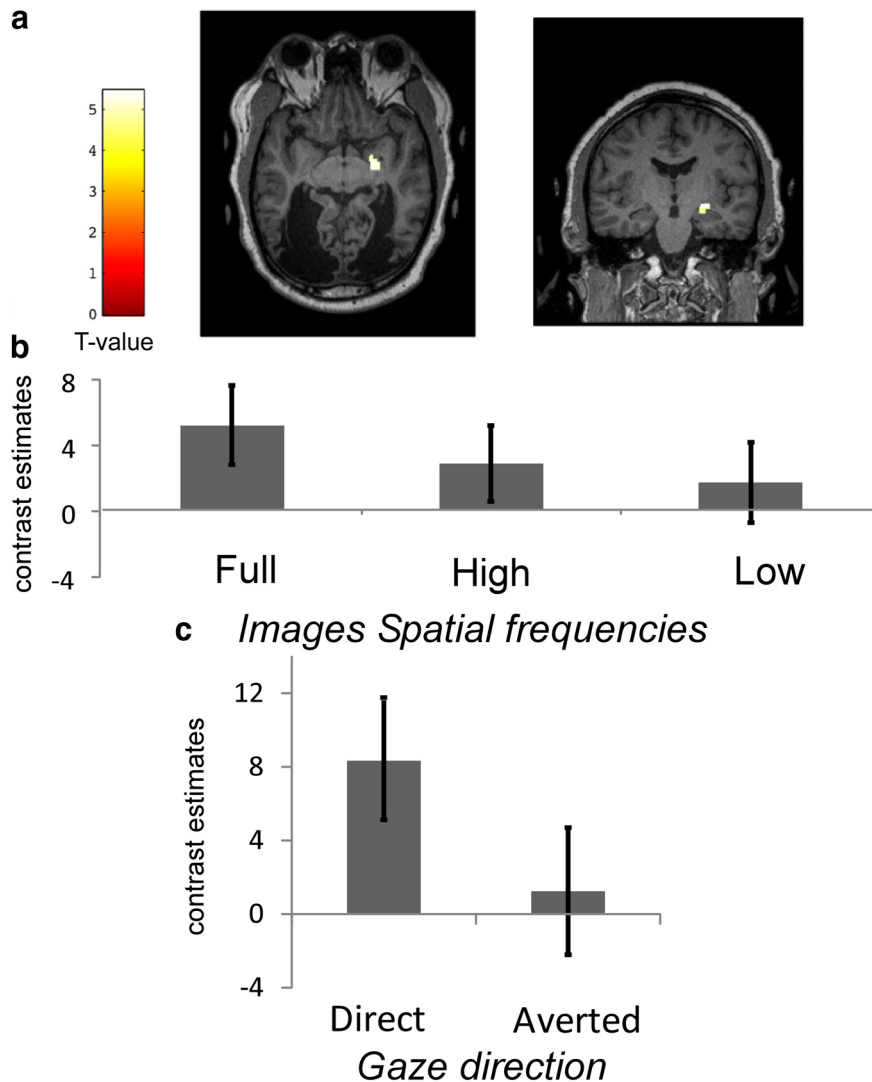 a
5
4
3
2
1
0
T-value
b
contrast estimates
8
4
0
-4
Full High Low
Images Spatial frequencies
c
contrast estimates
12
8
4
0
-4
Direct Averted
Gaze direction